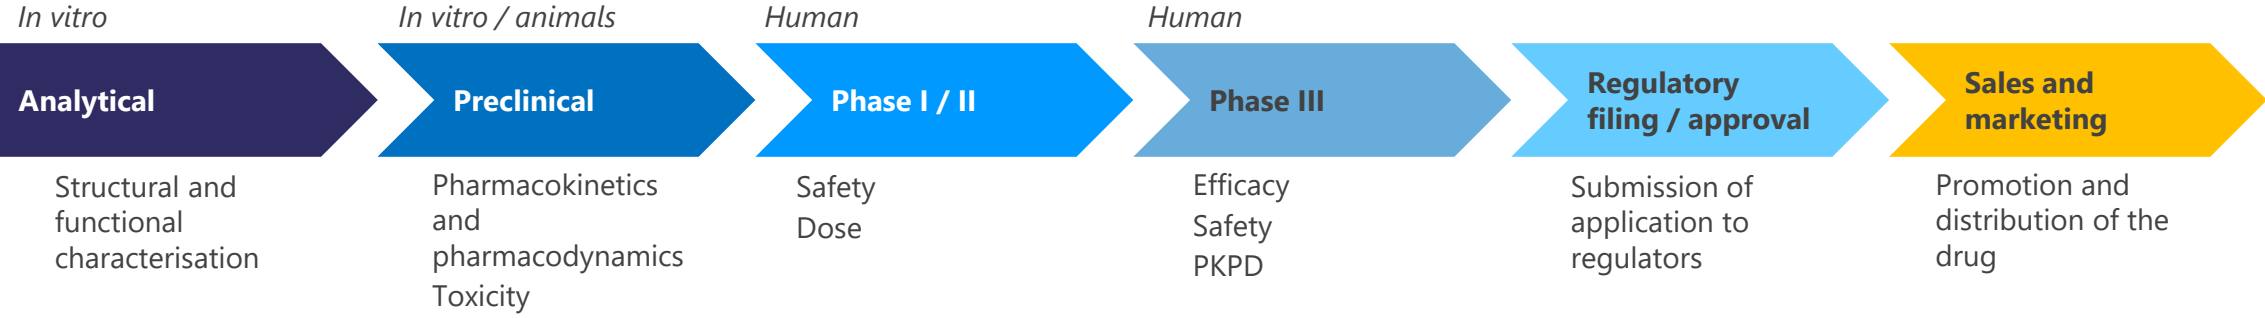 In vitro
In vitro / animals
Human
Human
Analytical
Preclinical
Phase I / II
Phase III
Regulatory
filing / approval
Sales and
marketing
Structural and
functional
characterisation
Pharmacokinetics
and
pharmacodynamics
Toxicity
Safety
Dose
Efficacy
Safety
PKPD
Submission of
application to
regulators
Promotion and
distribution of the
drug